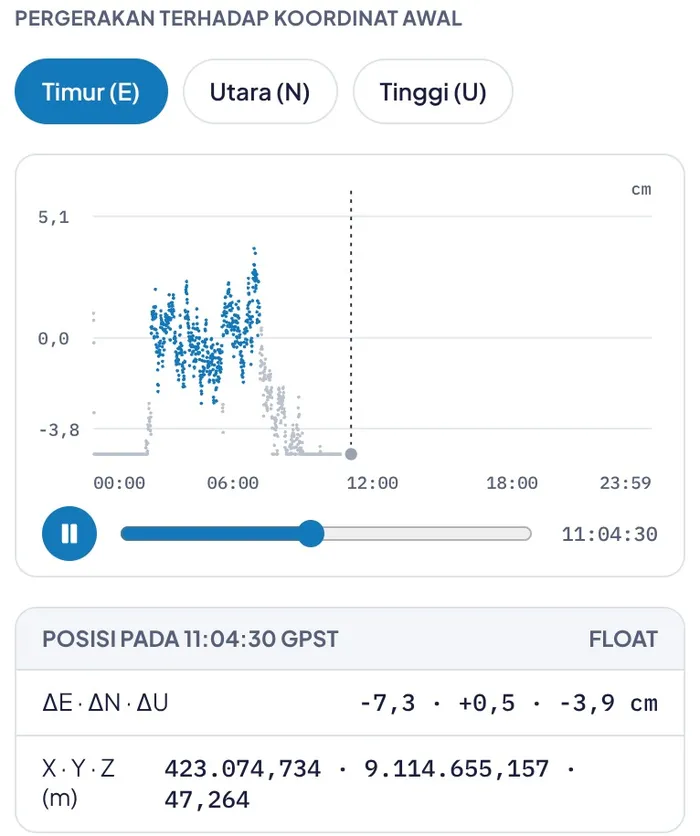 PERGERAKAN TERHADAP KOORDINAT AWAL
Timur (E) Utara (N) Tinggi (U)
cm
5,1
0,0
-3,8
00:00 06:00 12:00 18:00 23:59
11:04:30
POSISI PADA 11:04:30 GPST FLOAT
ΔE · ΔN · ΔU -7,3 · +0,5 · -3,9 cm
X · Y · Z 423.074,734 · 9.114.655,157 ·
(m) 47,264